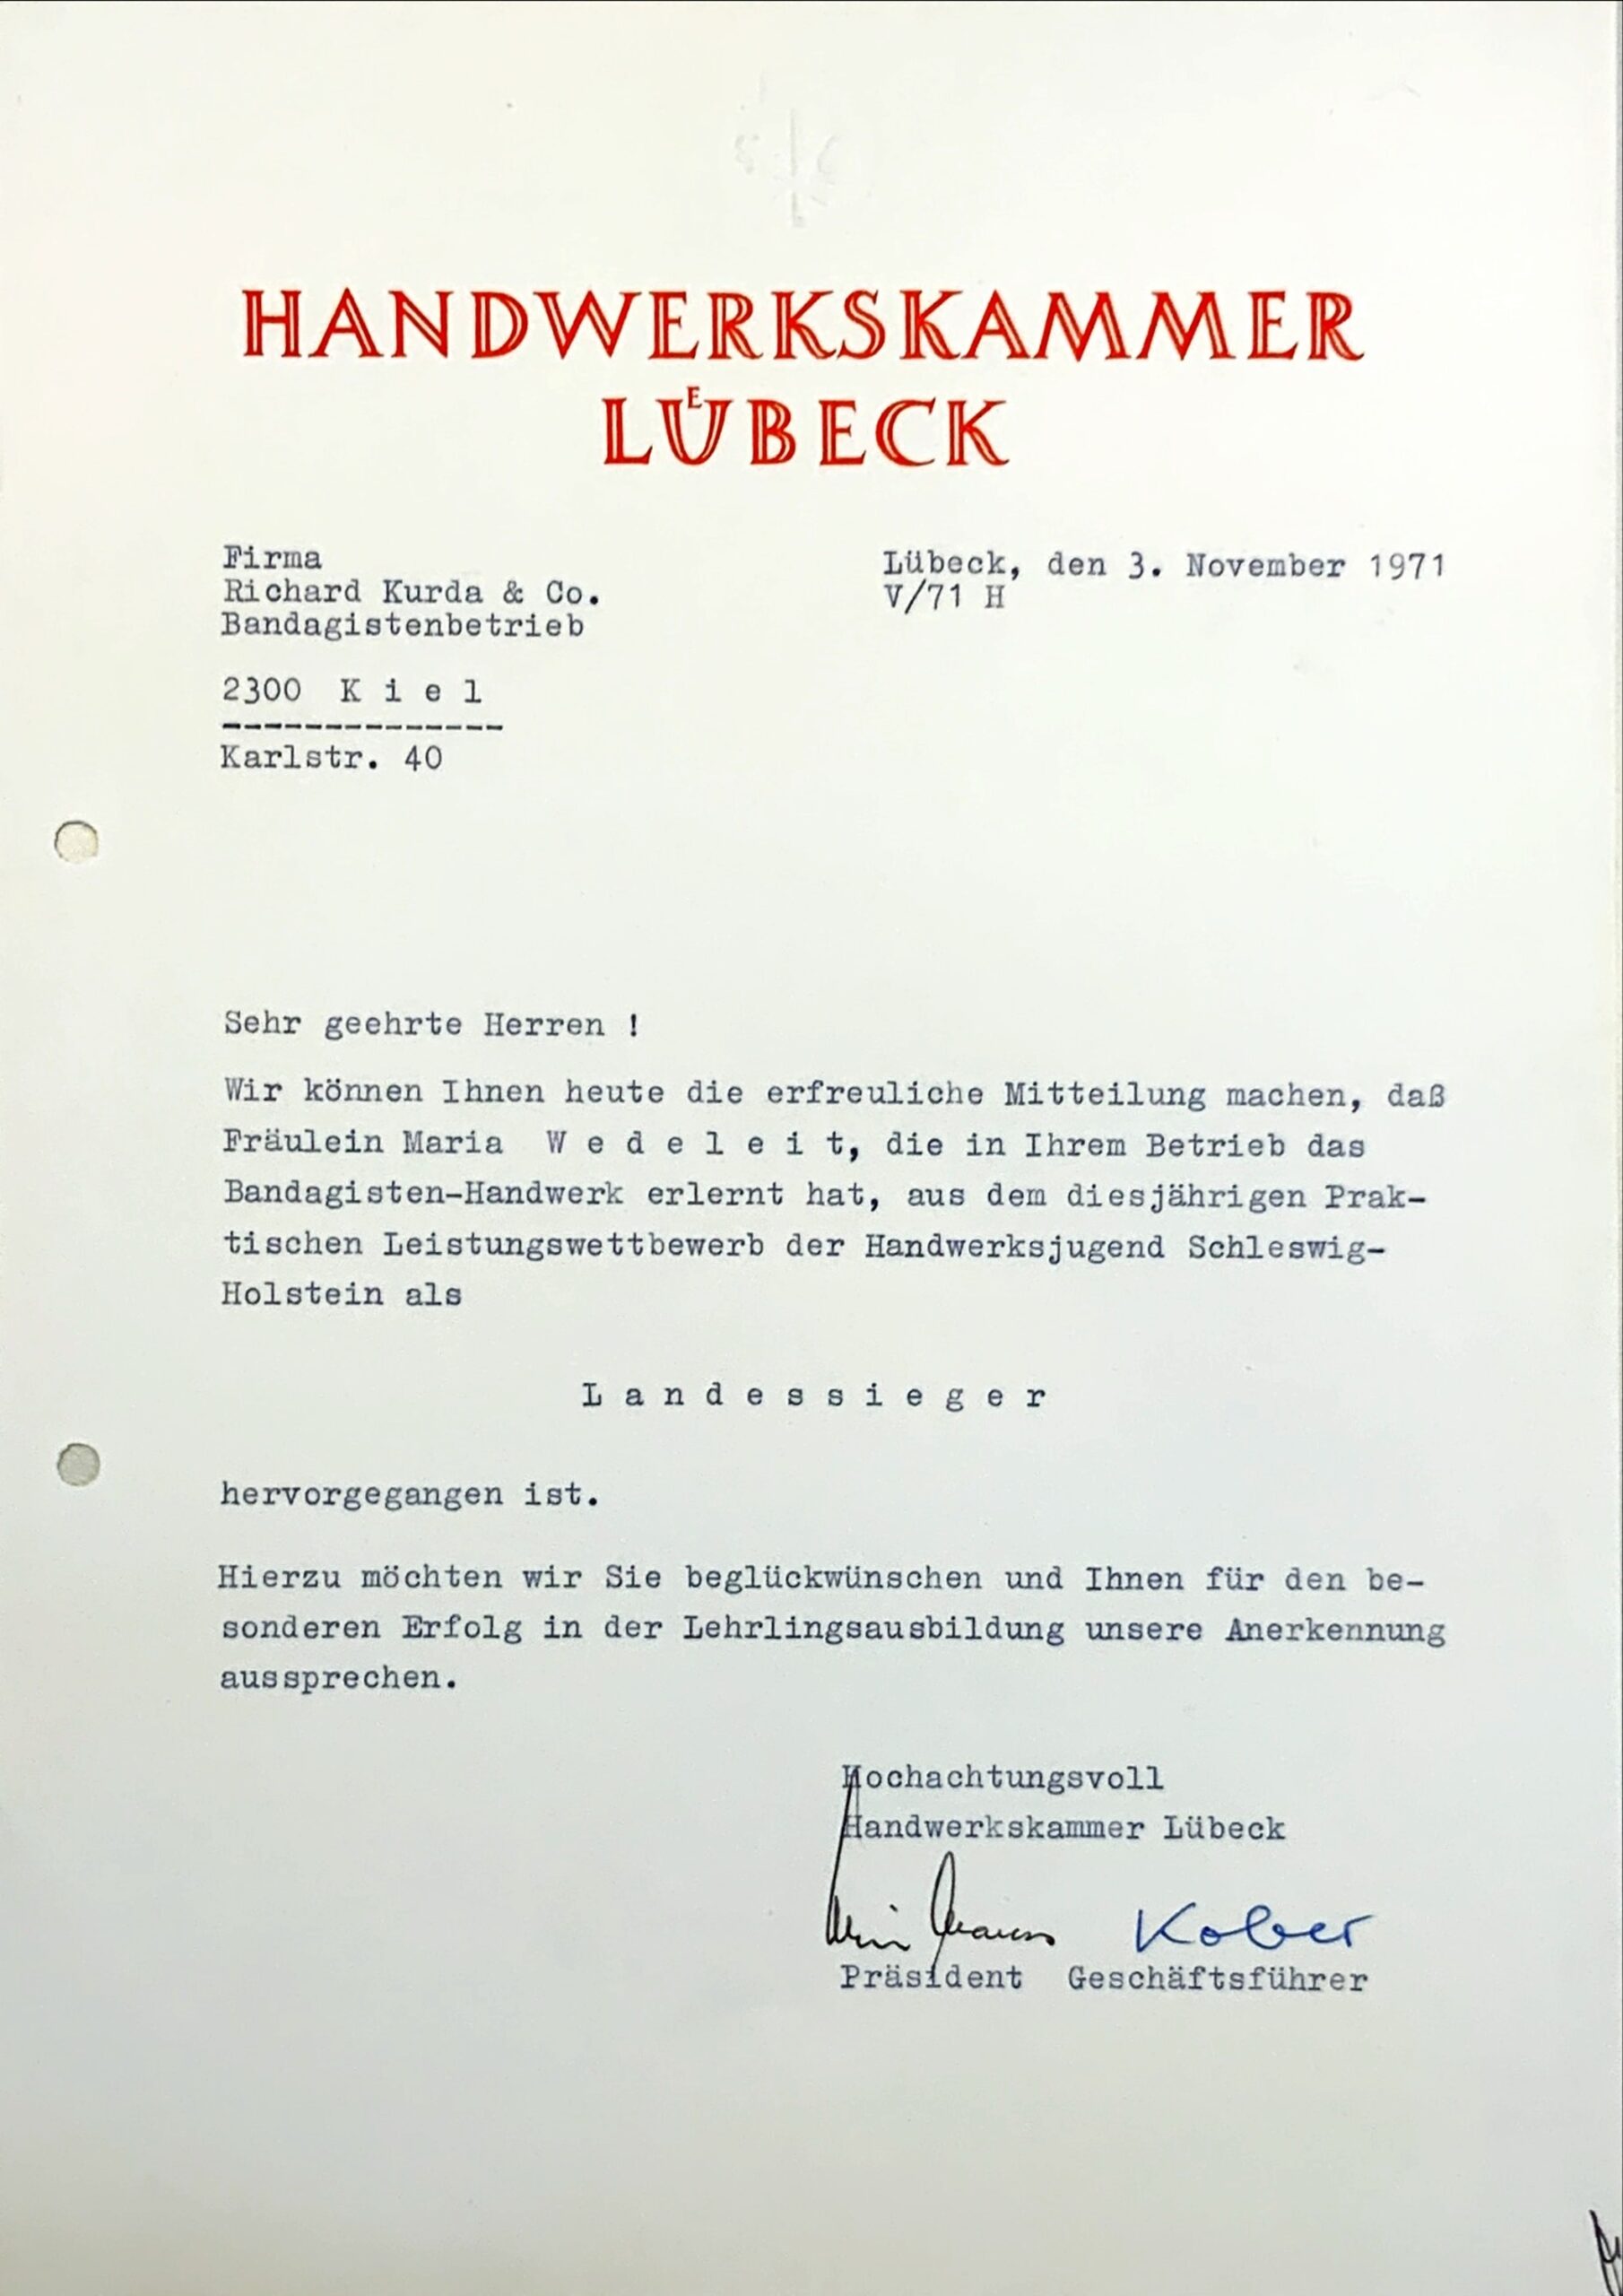 HANDWERKSKAMMER
LÜBECK
Firma
Richard Kurda & Co.
Bandagistenbetrieb
2300 K i e l
--------------
Karlstr. 40
Lübeck, den 3. November 1971
V/71 H
Sehr geehrte Herren !
Wir können Ihnen heute die erfreuliche Mitteilung machen, daß
Fräulein Maria W e d e l e i t, die in Ihrem Betrieb das
Bandagisten-Handwerk erlernt hat, aus dem diesjährigen Prak-
tischen Leistungswettbewerb der Handwerksjugend Schleswig-
Holstein als
L a n d e s s i e g e r
hervorgegangen ist.
Hierzu möchten wir Sie beglückwünschen und Ihnen für den be-
sonderen Erfolg in der Lehrlingsausbildung unsere Anerkennung
aussprechen.
Hochachtungsvoll
Handwerkskammer Lübeck
Kober
Präsident Geschäftsführer